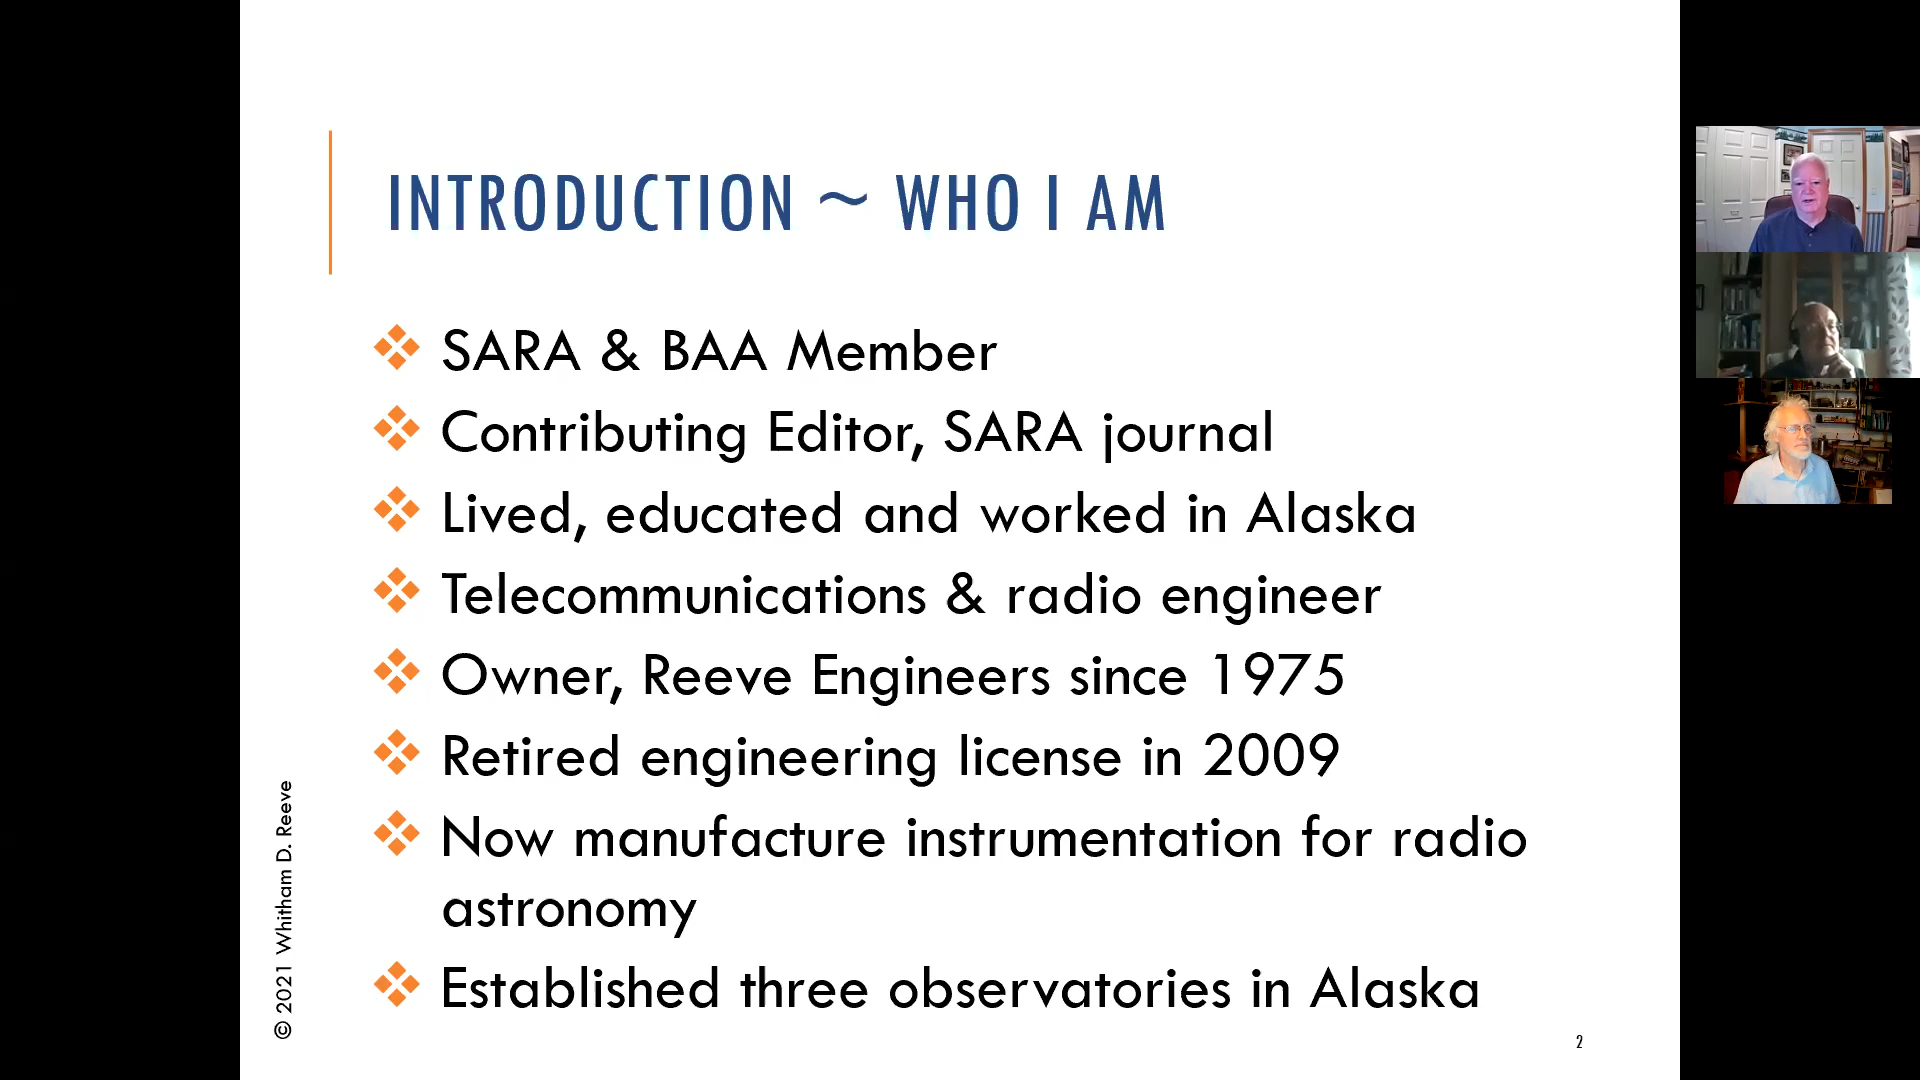 INTRODUCTION ~ WHO I AM
SARA & BAA Member
Contributing Editor, SARA journal
Lived, educated and worked in Alaska
Telecommunications & radio engineer
Owner, Reeve Engineers since 1975
Retired engineering license in 2009
Now manufacture instrumentation for radio
astronomy
Established three observatories in Alaska
© 2021 Whitham D. Reeve
2